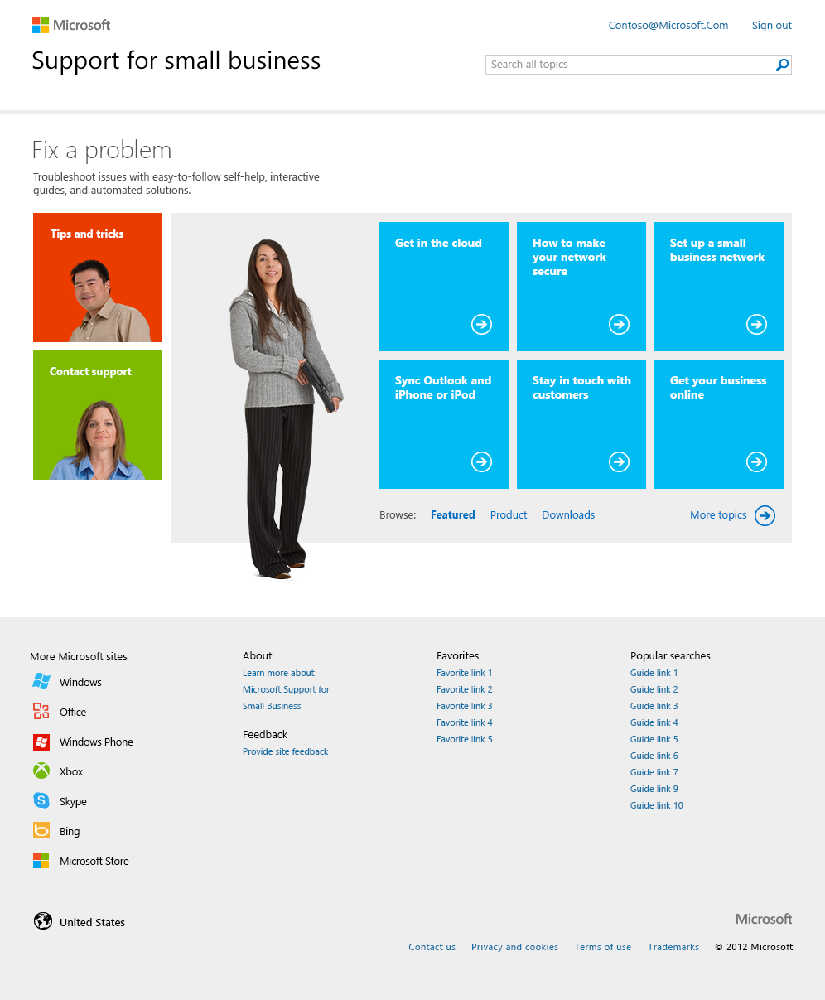 Microsoft
Contoso@Microsoft.Com
Sign out
Support for small business
Search all topics
Fix a problem
Troubleshoot issues with easy-to-follow self-help, interactive
guides, and automated solutions.
Tips and tricks
Contact support
Get in the cloud
How to make
your network
secure
Set up a small
business network
Sync Outlook and
iPhone or iPod
Stay in touch with
customers
Get your business
online
Browse:
Featured
Product
Downloads
More topics
More Microsoft sites
Windows
Office
Windows Phone
Xbox
Skype
Bing
Microsoft Store
About
Learn more about
Microsoft Support for
Small Business
Feedback
Provide site feedback
Favorites
Favorite link 1
Favorite link 2
Favorite link 3
Favorite link 4
Favorite link 5
Popular searches
Guide link 1
Guide link 2
Guide link 3
Guide link 4
Guide link 5
Guide link 6
Guide link 7
Guide link 9
Guide link 10
United States
Microsoft
Contact us
Privacy and cookies
Terms of use
Trademarks
© 2012 Microsoft